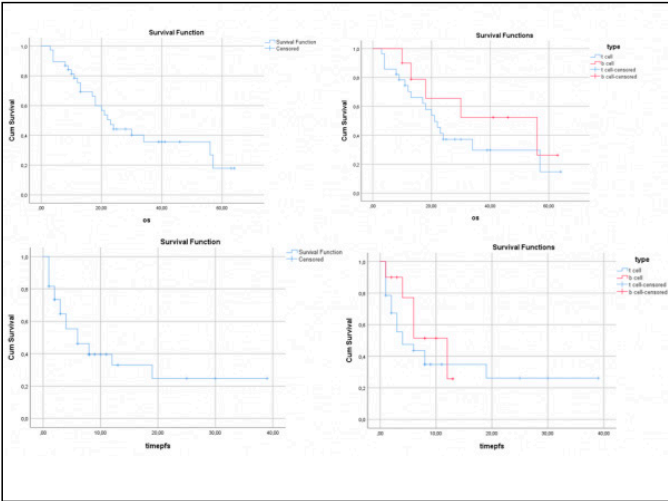 Survival Function
Survival Function
Censored
Cum Survival
1,0
0,8
0,6
0,4
0,2
0,0
,00
20,00
40,00
60,00
os
Survival Functions
type
t cell
b cell
t cell-censored
b cell-censored
Cum Survival
1,0
0,8
0,6
0,4
0,2
0,0
,00
20,00
40,00
60,00
os
Survival Function
Survival Function
Censored
Cum Survival
1,0
0,8
0,6
0,4
0,2
0,0
,00
10,00
20,00
30,00
40,00
timepfs
Survival Functions
type
t cell
b cell
t cell-censored
b cell-censored
Cum Survival
1,0
0,8
0,6
0,4
0,2
0,0
,00
10,00
20,00
30,00
40,00
timepfs